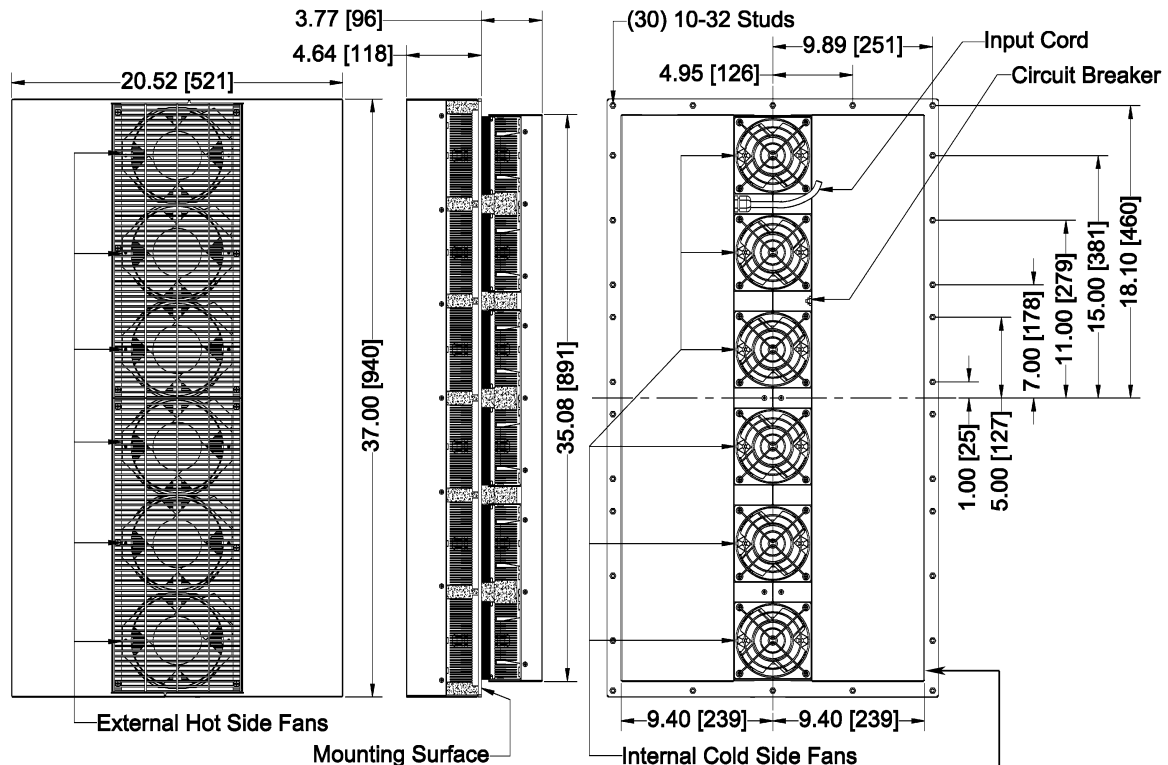 3.77 [96]
(30) 10-32 Studs
9.89 [251]
Input Cord
4.64 [118]
4.95 [126]
Circuit Breaker
20.52 [521]
37.00 [940]
35.08 [891]
1.00 [25]
5.00 [127]
7.00 [178]
11.00 [279]
15.00 [381]
18.10 [460]
9.40 [239]
9.40 [239]
External Hot Side Fans
Mounting Surface
Internal Cold Side Fans